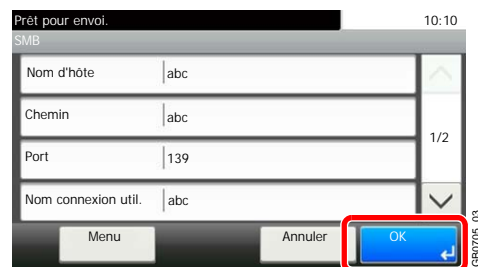 Prêt pour envoi. 10:10
SMB
Nom d'hôte abc
Chemin abc
1/2
Port 139
Nom connexion util. abc
Menu Annuler OK
GB0705_03